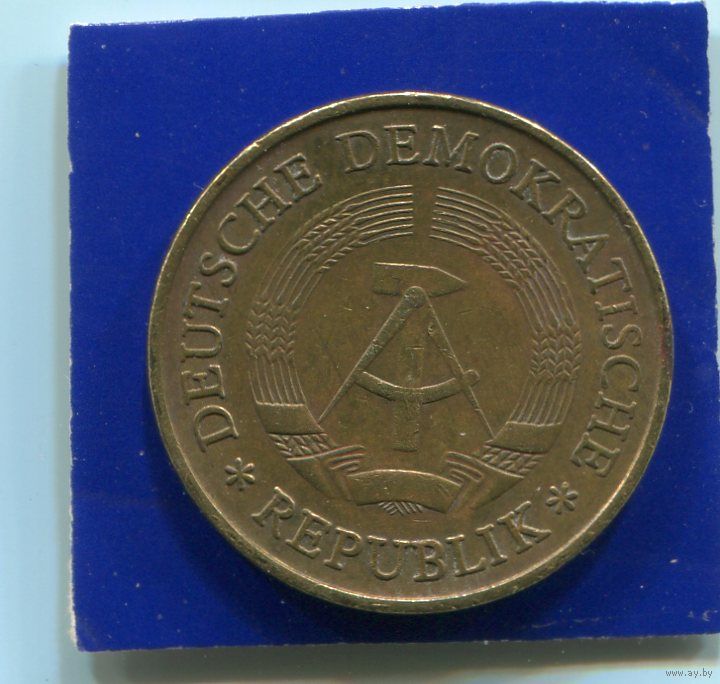 DEUTSCHE DEMOKRATISCHE
* REPUBLIK *
www.ay.by